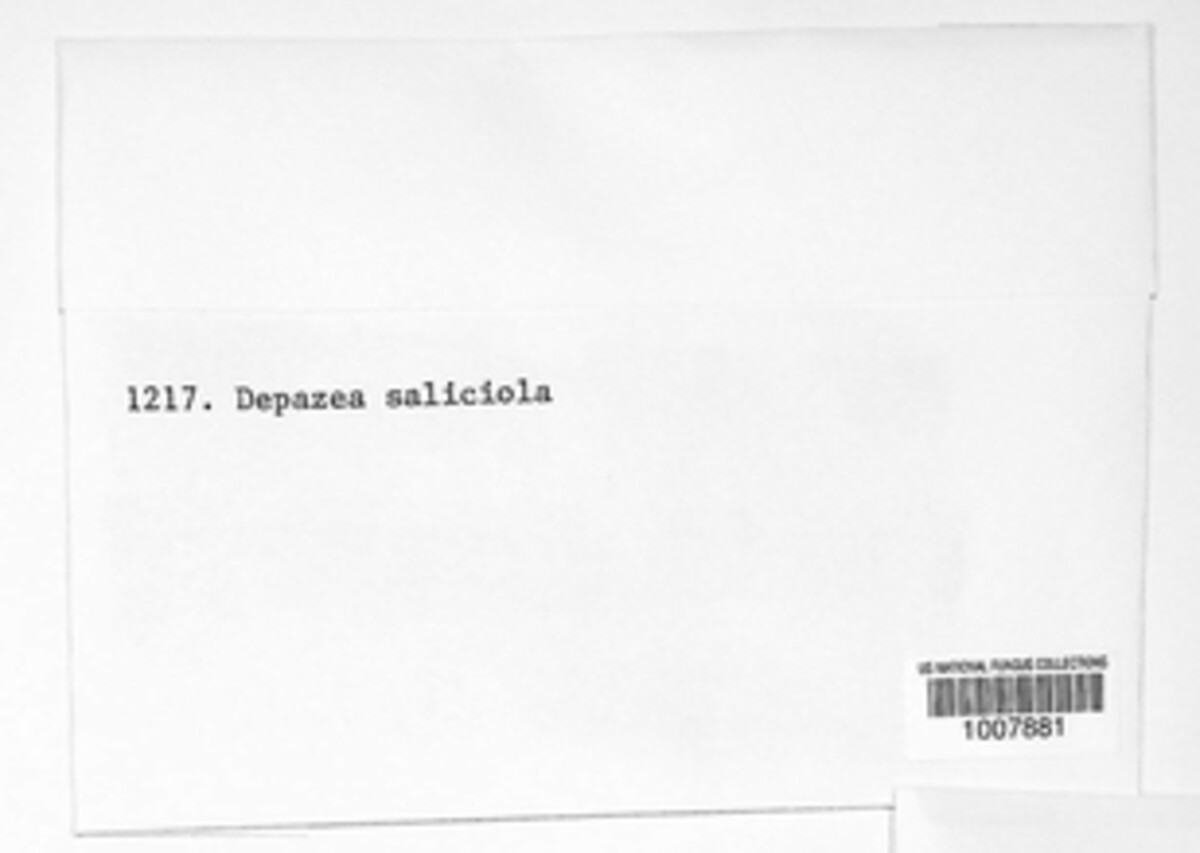 1217. Depazea saliciola
US NATIONAL FUNGUS COLLECTIONS
1007881